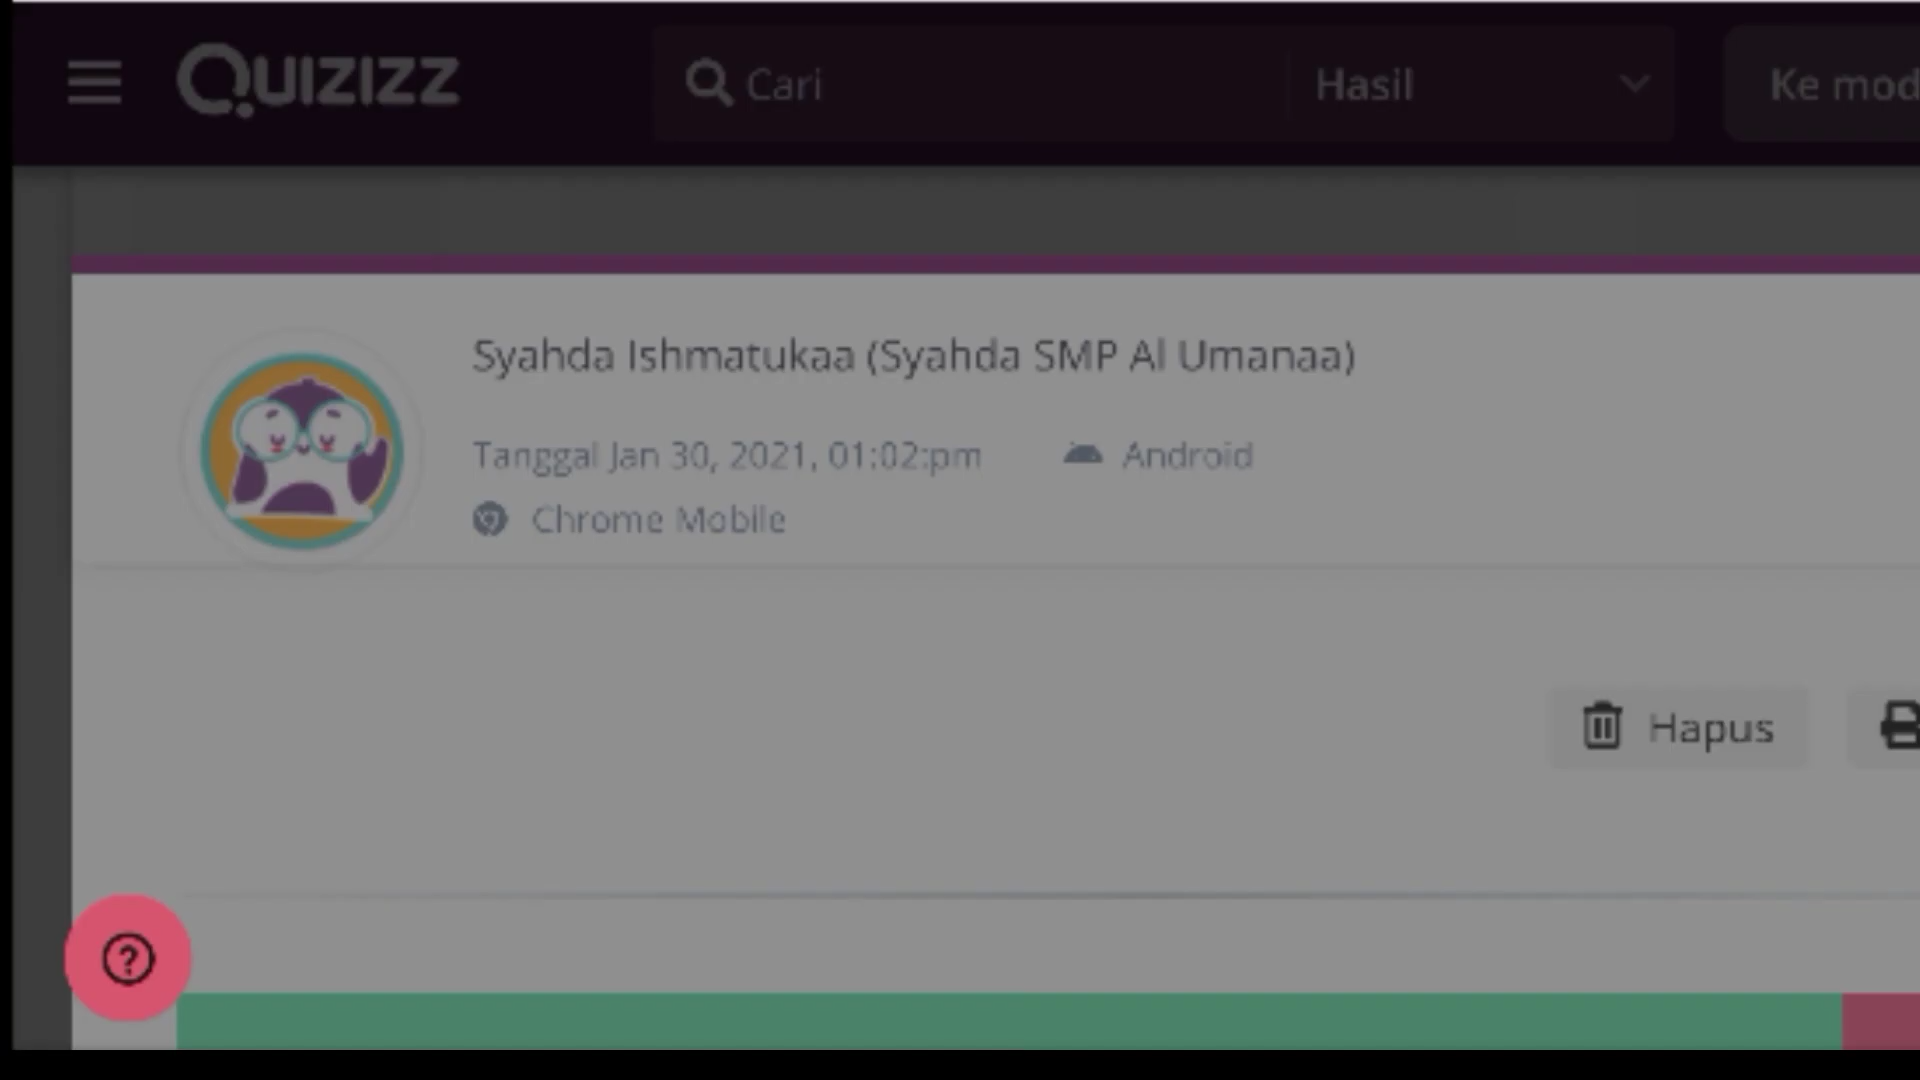 QUIZIZZ
Cari
Hasil
Ke mod
Syahda Ishmatukaa (Syahda SMP Al Umanaa)
Tanggal Jan 30, 2021, 01:02:pm
Android
Chrome Mobile
Hapus